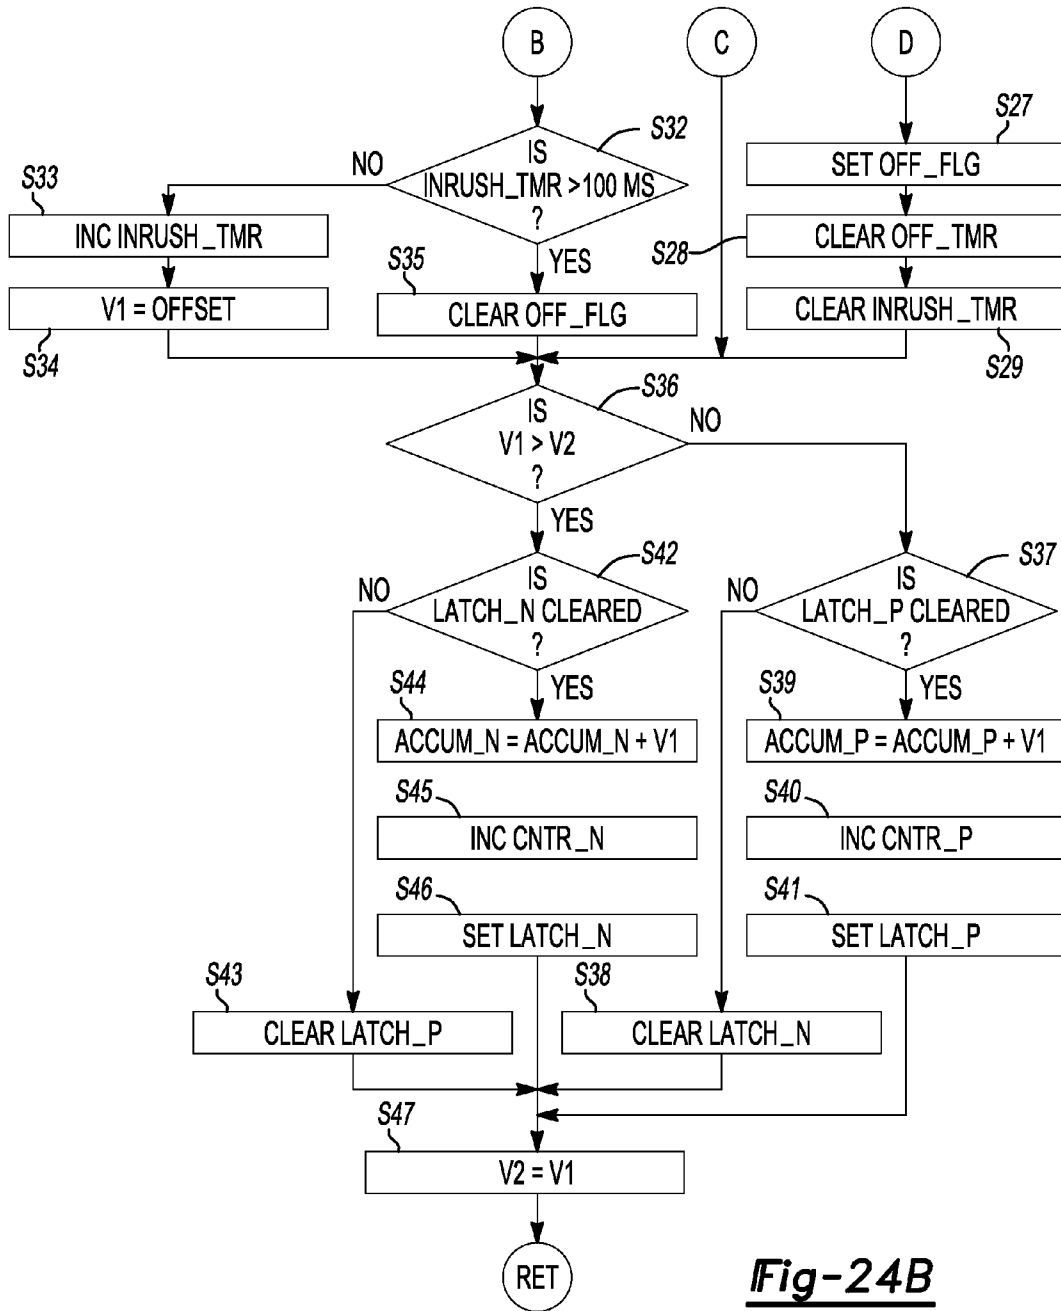 B
C
D
S32
S27
IS
INRUSH_TMR >100 MS
?
NO
YES
SET OFF_FLG
S33
INC INRUSH_TMR
S28
CLEAR OFF_TMR
S35
V1 = OFFSET
CLEAR OFF_FLG
CLEAR INRUSH_TMR
S34
S29
S36
IS
V1 > V2
?
NO
YES
S42
S37
NO
IS
LATCH_N CLEARED
?
YES
NO
IS
LATCH_P CLEARED
?
YES
S44
S39
ACCUM_N = ACCUM_N + V1
ACCUM_P = ACCUM_P + V1
S45
S40
INC CNTR_N
INC CNTR_P
S46
S41
SET LATCH_N
SET LATCH_P
S43
S38
CLEAR LATCH_P
CLEAR LATCH_N
S47
V2 = V1
RET
Fig-24B